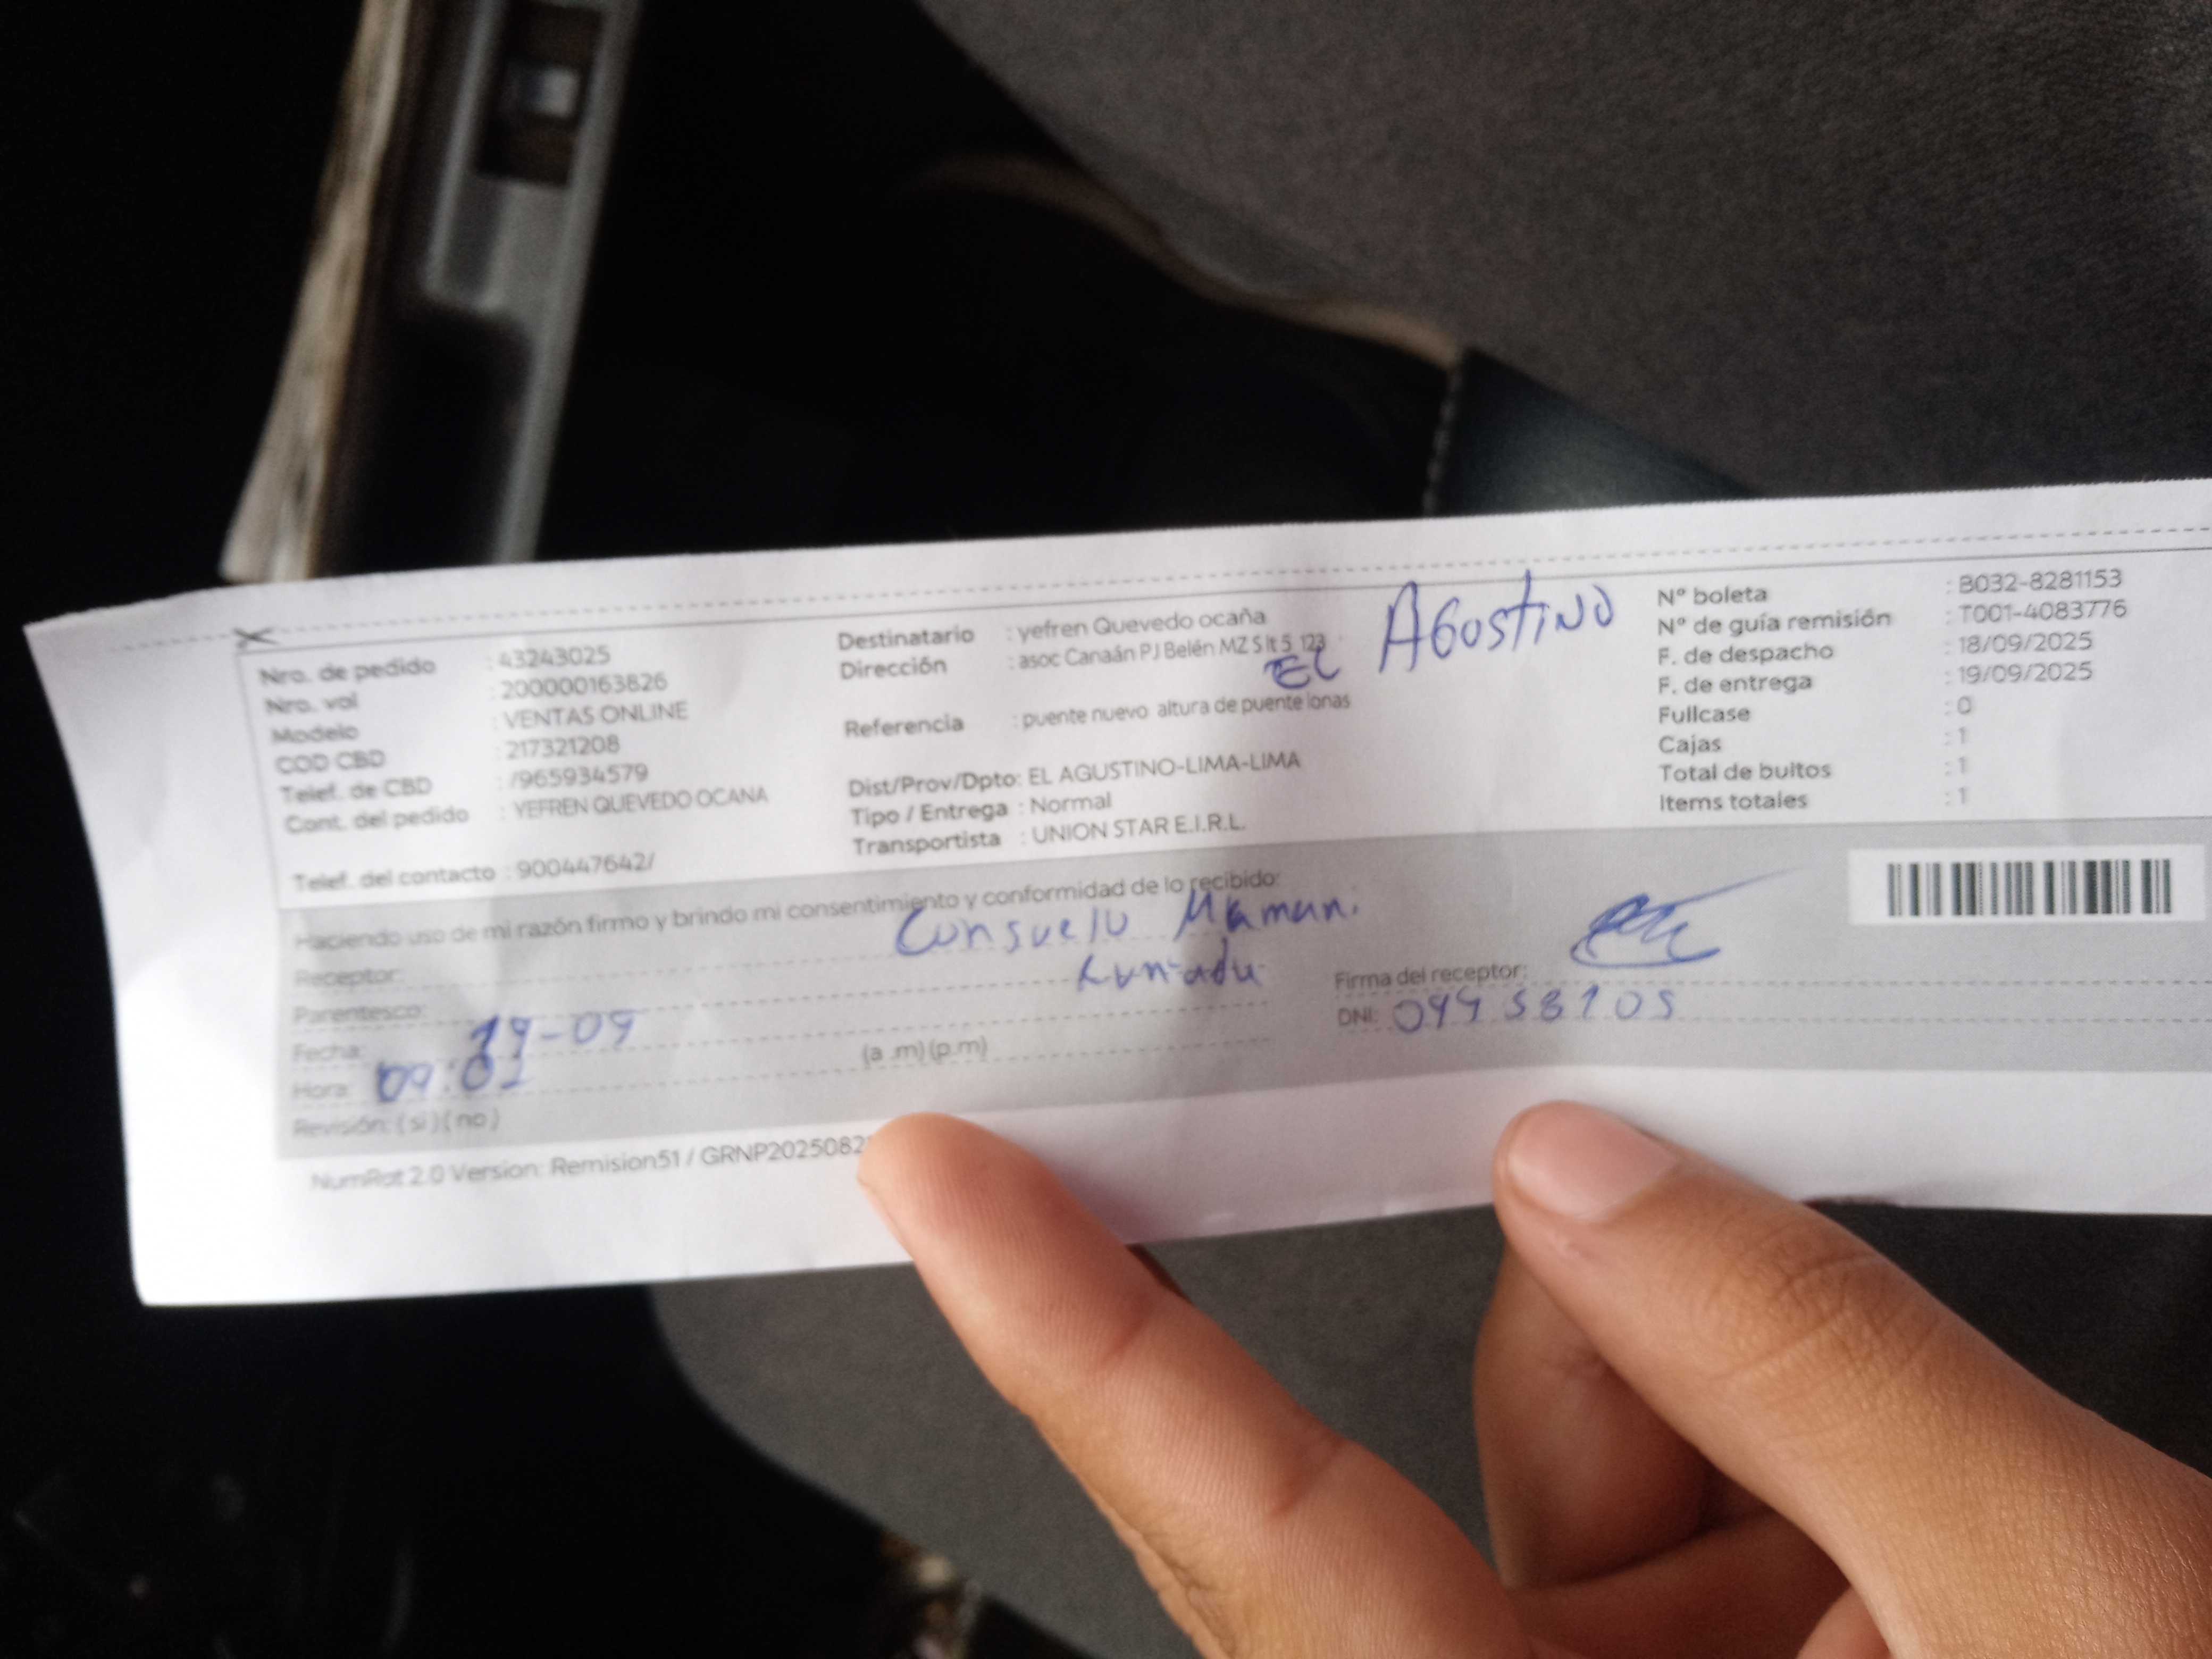 Nro. de pedido : 43243025
Nro. val : 200000163826
Modelo : VENTAS ONLINE
COD CBD : 217321208
Telef. de CBD : /965934579
Cont. del pedido : YEFREN QUEVEDO OCANA
Telef. del contacto : 900447642/
Destinatario : yefren Quevedo ocaña
Dirección : asoc Canaán PJ Belén MZ S lt 5 123
EL AGOSTINO
Referencia : puente nuevo altura de puente lonas
Dist/Prov/Dpto: EL AGUSTINO-LIMA-LIMA
Tipo / Entrega : Normal
Transportista : UNION STAR E.I.R.L.
N° boleta : B032-8281153
N° de guía remisión : T001-4083776
F. de despacho : 18/09/2025
F. de entrega : 19/09/2025
Fullcase : 0
Cajas : 1
Total de bultos : 1
Items totales : 1
Haciendo uso de mi razón firmo y brindo mi consentimiento y conformidad de lo recibido:
Receptor: Consuelo Mamani
Parentesco:
Fecha: 19-09
Hora: 09:01 (a .m) (p.m)
Revisión: ( si ) ( no )
Firma del receptor:
DNI: 09458105
NumRat 2.0 Version: Remision51 / GRNP2025082